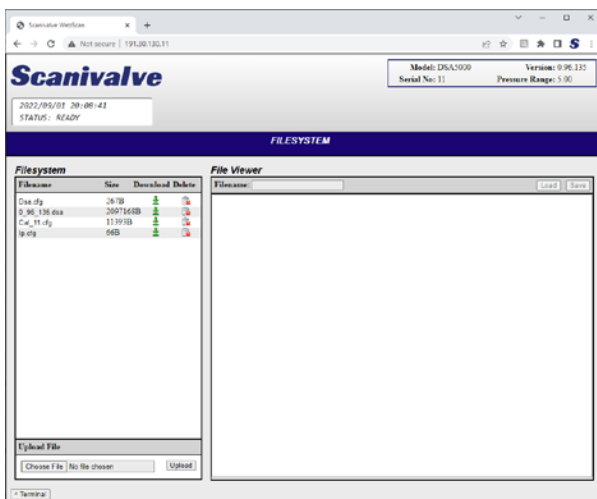 Scanivalve WebScan
Not secure | 191.30.130.11
Scanivalve
Model: DSA5000 Version: 0.96.135
Serial No: 11 Pressure Range: 5.00
2022/09/01 20:08:41
STATUS: READY
FILESYSTEM
Filesystem
Filename Size Download Delete
Dsa.cfg 267B
0_96_135.dsa 2097168B
Cal_11.cfg 11393B
Ip.cfg 66B
Upload File
Choose File No file chosen Upload
File Viewer
Filename: Load Save
^ Terminal